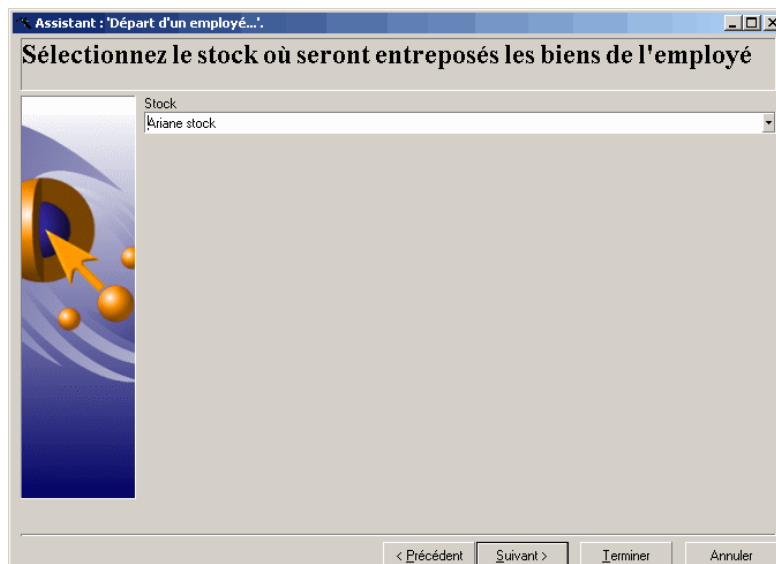 Assistant : 'Départ d'un employé...'.
Sélectionnez le stock où seront entreposés les biens de l'employé
Stock
Ariane stock
< Précédent Suivant > Terminer Annuler